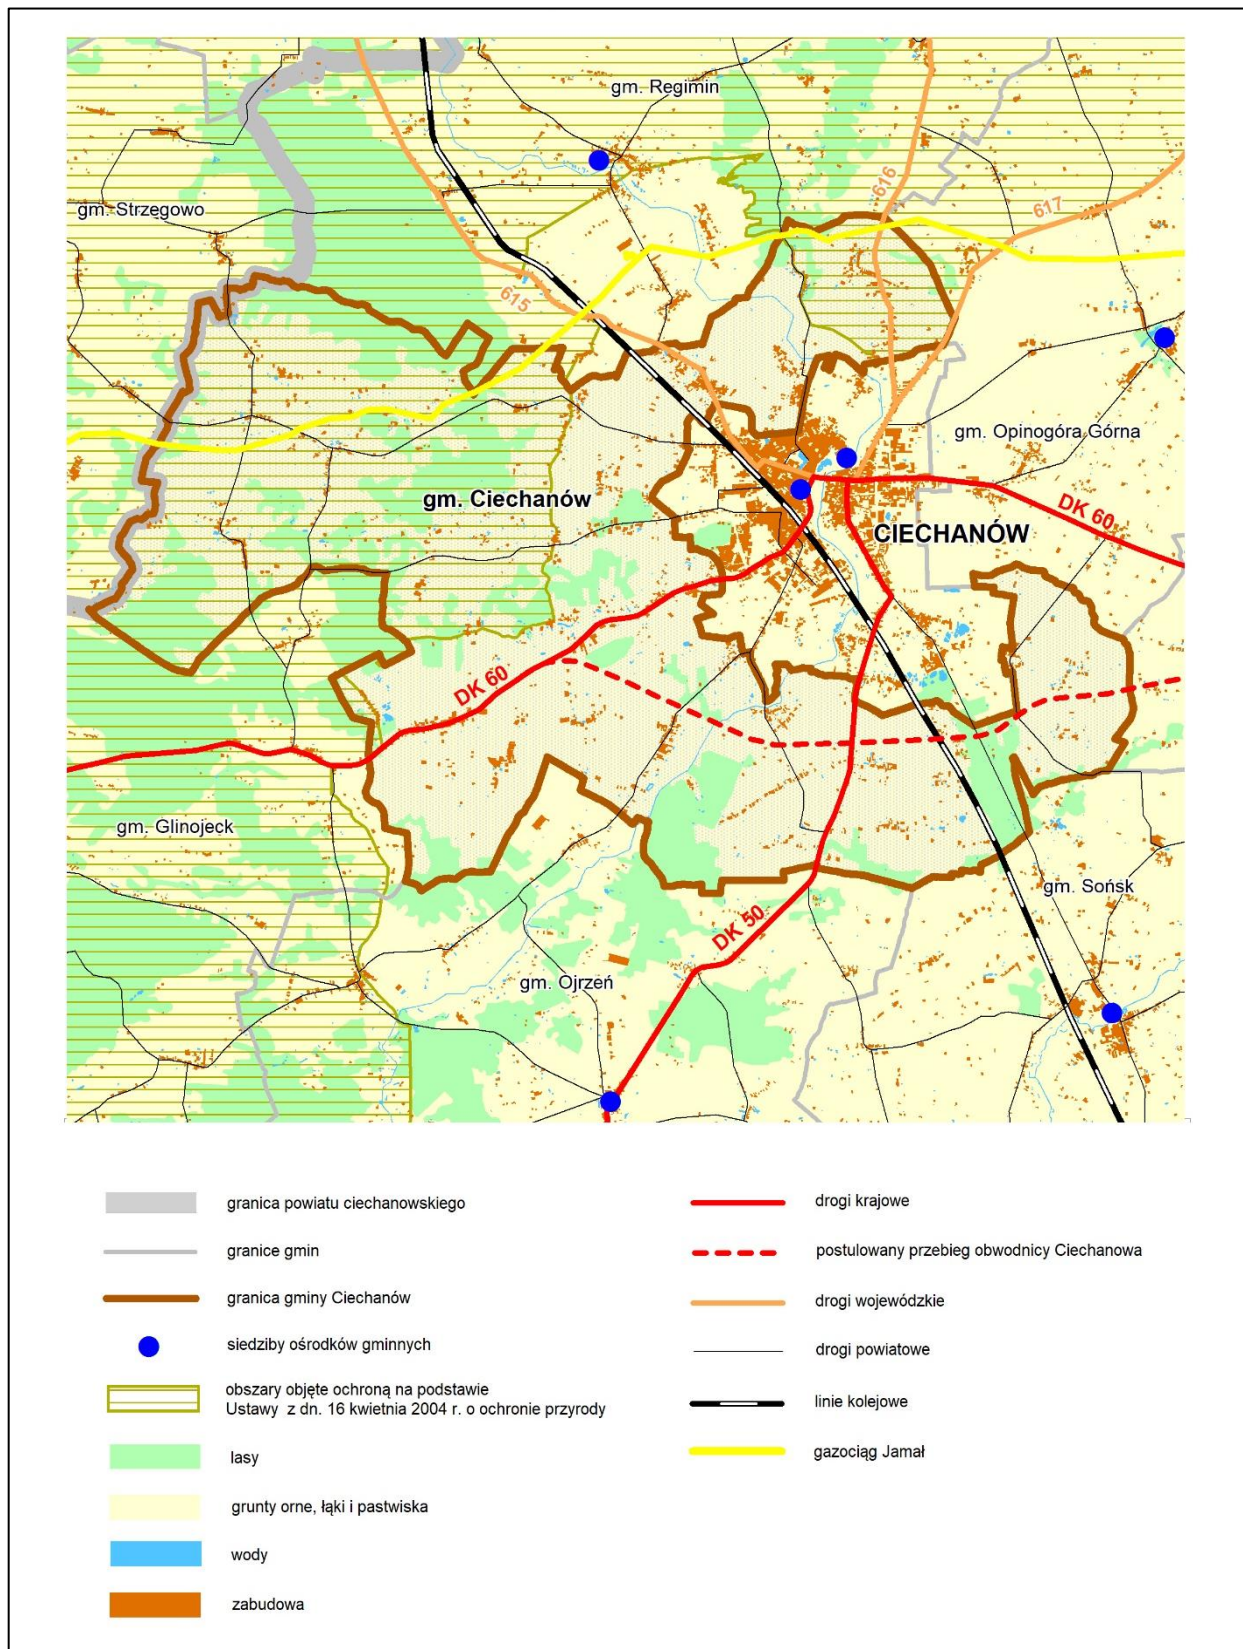 gm. Regimin
616
gm. Strzegowo
617
615
gm. Opinogóra Górna
gm. Ciechanów
DK 60
CIECHANÓW
DK 60
gm. Glinojeck
gm. Sońsk
DK 50
gm. Ojrzeń
granica powiatu ciechanowskiego
granice gmin
granica gminy Ciechanów
siedziby ośrodków gminnych
obszary objęte ochroną na podstawie
Ustawy z dn. 16 kwietnia 2004 r. o ochronie przyrody
lasy
grunty orne, łąki i pastwiska
wody
zabudowa
drogi krajowe
postulowany przebieg obwodnicy Ciechanowa
drogi wojewódzkie
drogi powiatowe
linie kolejowe
gazociąg Jamał